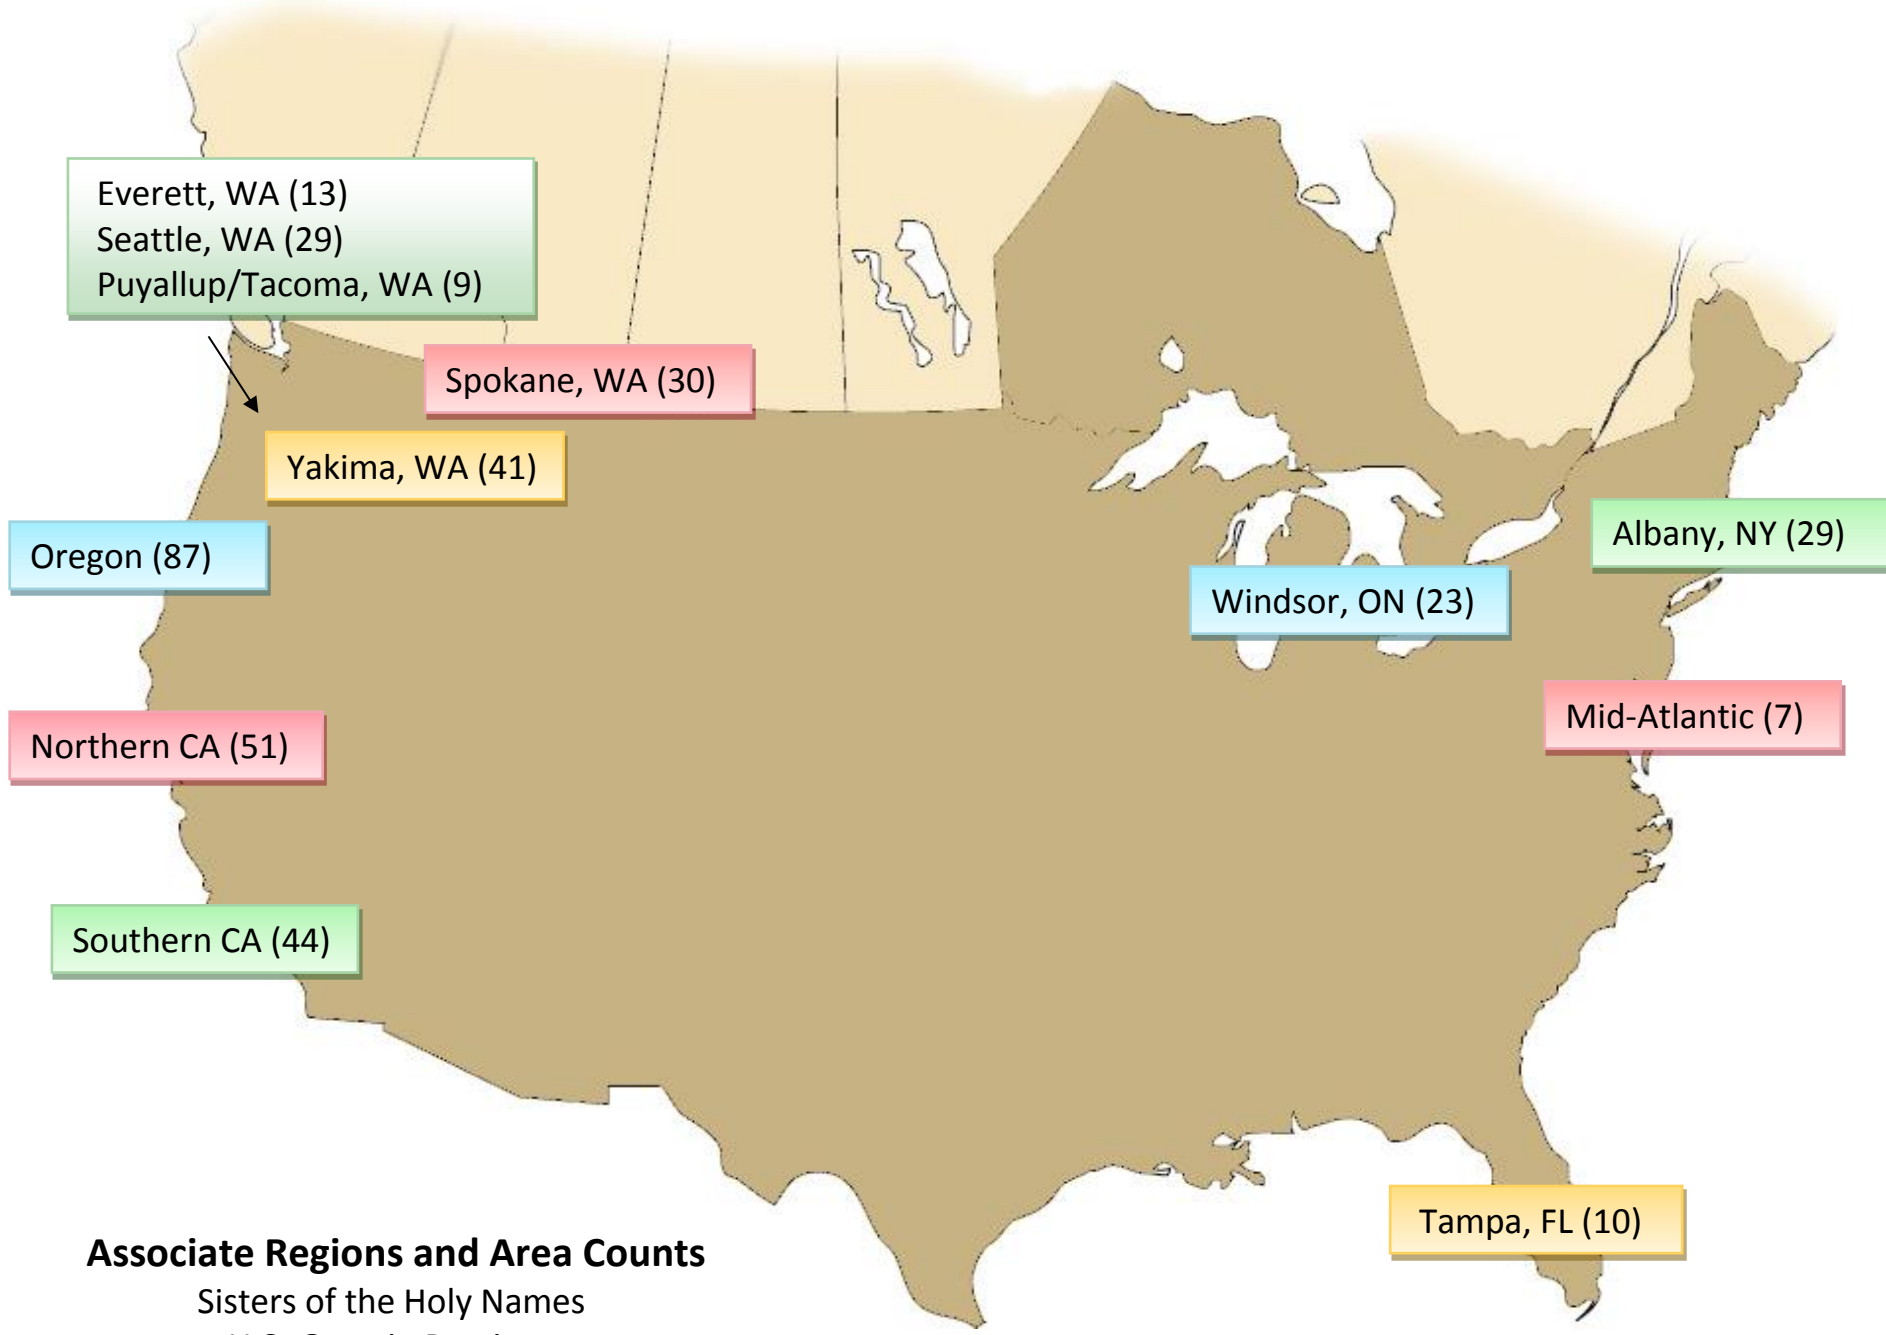 Everett, WA (13)
Seattle, WA (29)
Puyallup/Tacoma, WA (9)
Spokane, WA (30)
Yakima, WA (41)
Oregon (87)
Albany, NY (29)
Windsor, ON (23)
Mid-Atlantic (7)
Northern CA (51)
Southern CA (44)
Tampa, FL (10)
Associate Regions and Area Counts
Sisters of the Holy Names